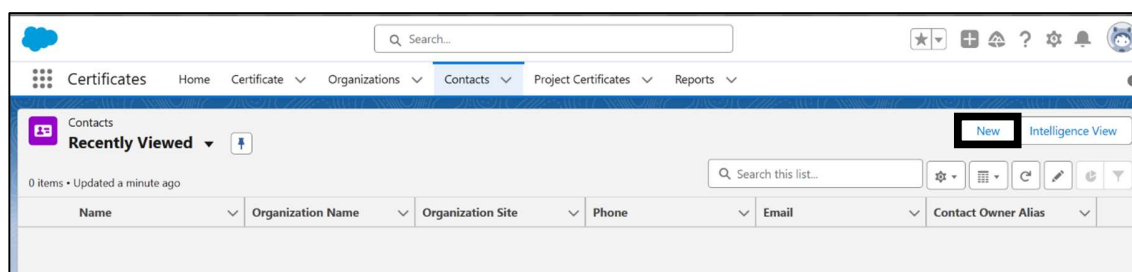 Search...
Certificates Home Certificate Organizations Contacts Project Certificates Reports
Contacts
Recently Viewed
New Intelligence View
0 items • Updated a minute ago
Search this list...
Name Organization Name Organization Site Phone Email Contact Owner Alias